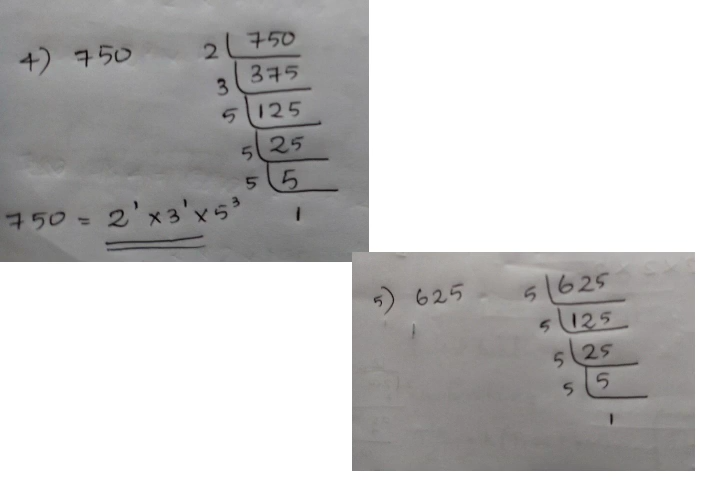 4) 750 2 | 750
3 | 375
5 | 125
5 | 25
5 | 5
750 = 2¹ × 3¹ × 5³ 1
5) 625 5 | 625
5 | 125
5 | 25
5 | 5
1